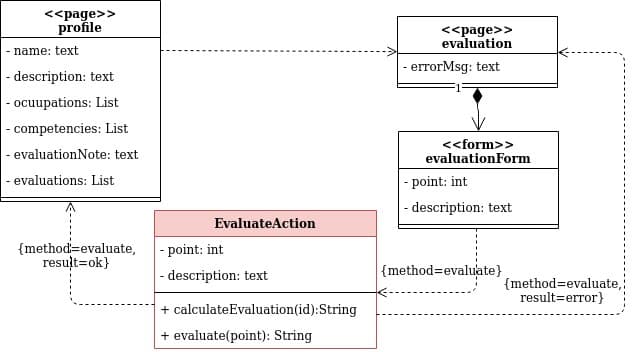 <<page>>
profile
- name: text
- description: text
- ocuupations: List
- competencies: List
- evaluationNote: text
- evaluations: List
<<page>>
evaluation
- errorMsg: text
1
<<form>>
evaluationForm
- point: int
- description: text
EvaluateAction
- point: int
- description: text
+ calculateEvaluation(id):String
+ evaluate(point): String
{method=evaluate,
result=ok}
{method=evaluate}
{method=evaluate,
result=error}